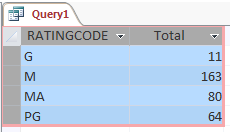 Query1
RATINGCODE Total
G 11
M 163
MA 80
PG 64